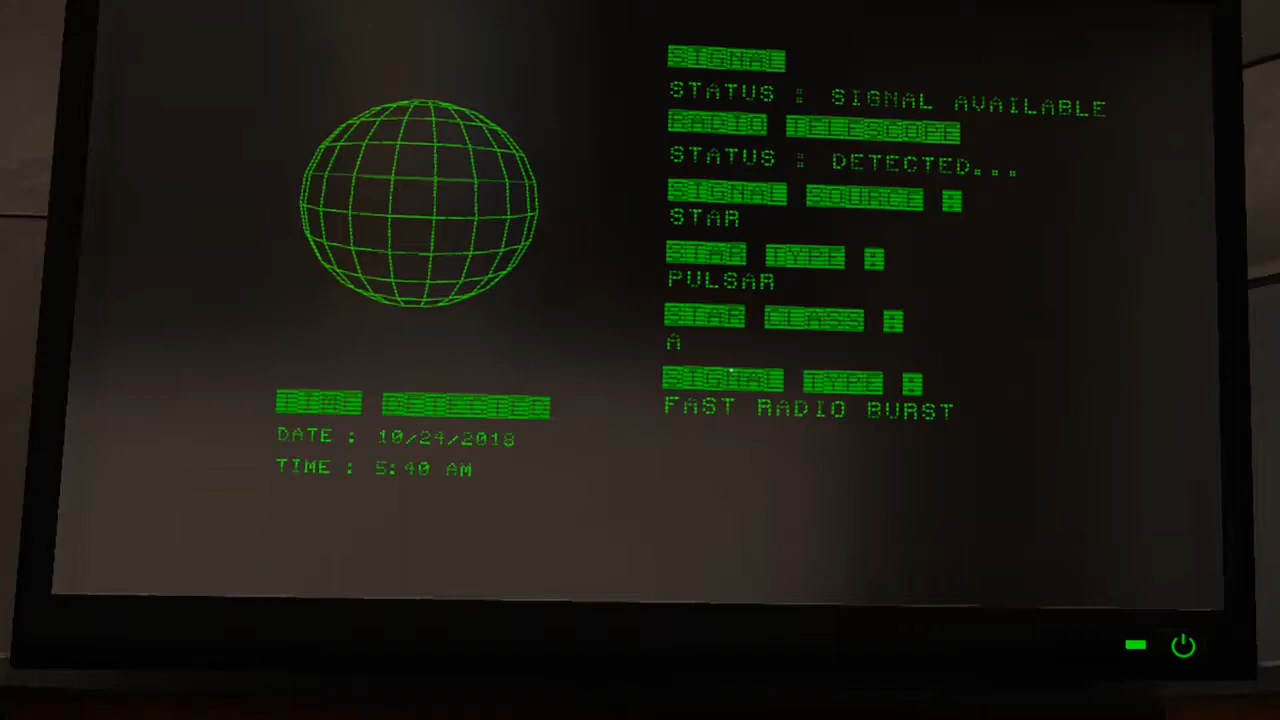 SIGNAL
STATUS : SIGNAL AVAILABLE
RADIO TELESCOPE
STATUS : DETECTED...
SIGNAL SOURCE :
STAR
STAR TYPE :
PULSAR
STAR CLASS :
A
SIGNAL TYPE :
FAST RADIO BURST
TIME DETECTED
DATE : 10/24/2018
TIME : 5:40 AM